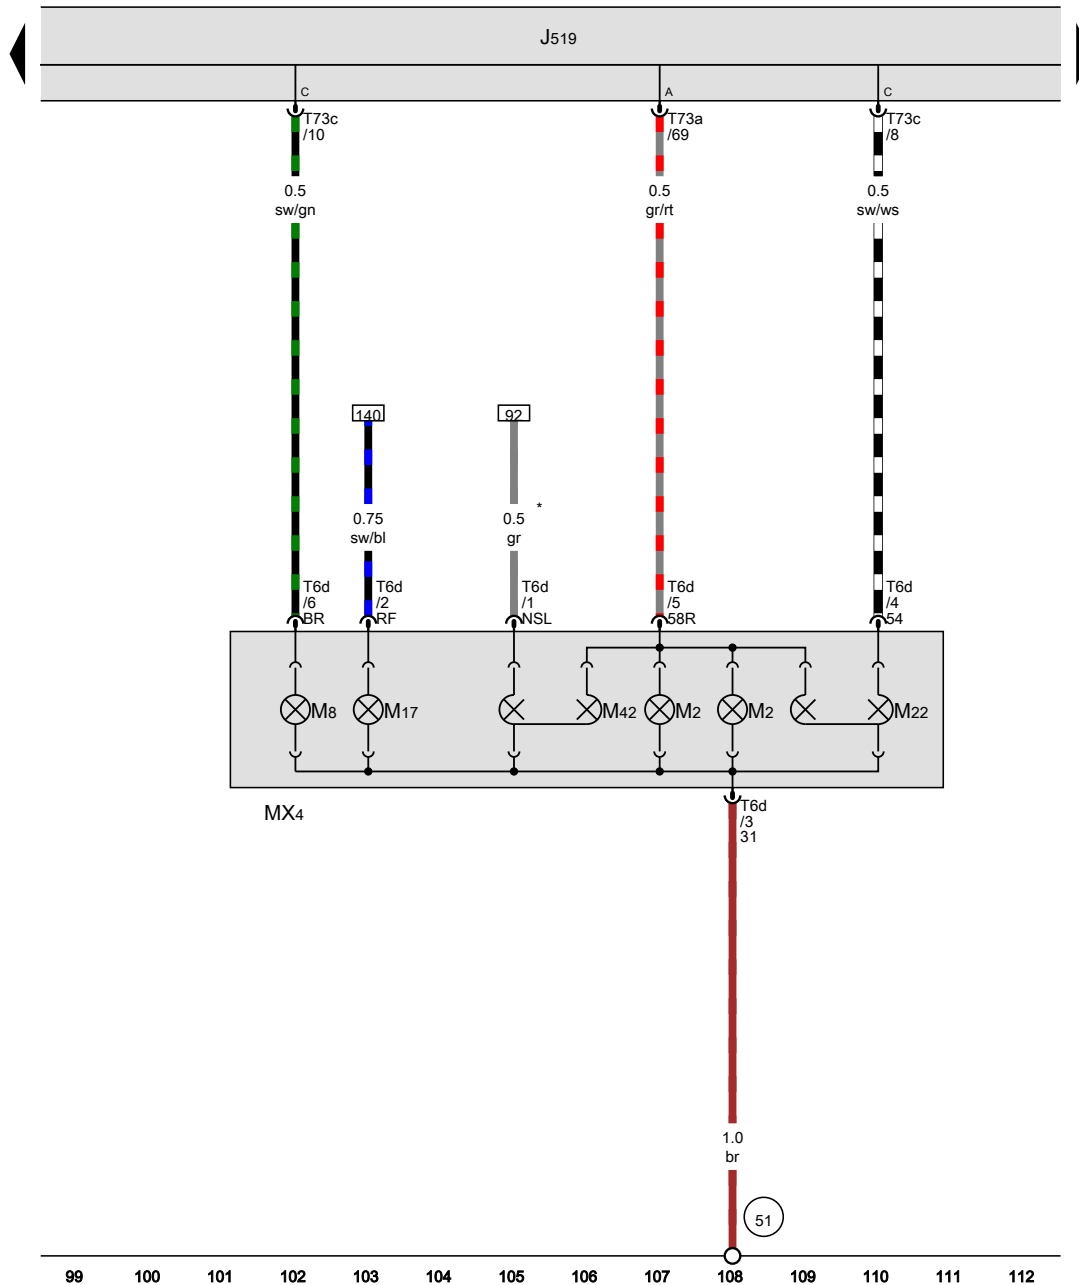 J519
C
A
C
T73c
/10
T73a
/69
T73c
/8
0.5
sw/gn
0.5
gr/rt
0.5
sw/ws
140
92
0.75
sw/bl
0.5
*
gr
T6d
/6
BR
T6d
/2
RF
T6d
/1
NSL
T6d
/5
58R
T6d
/4
54
M8
M17
M42
M2
M2
M22
MX4
T6d
/3
31
1.0
br
51
99 100 101 102 103 104 105 106 107 108 109 110 111 112